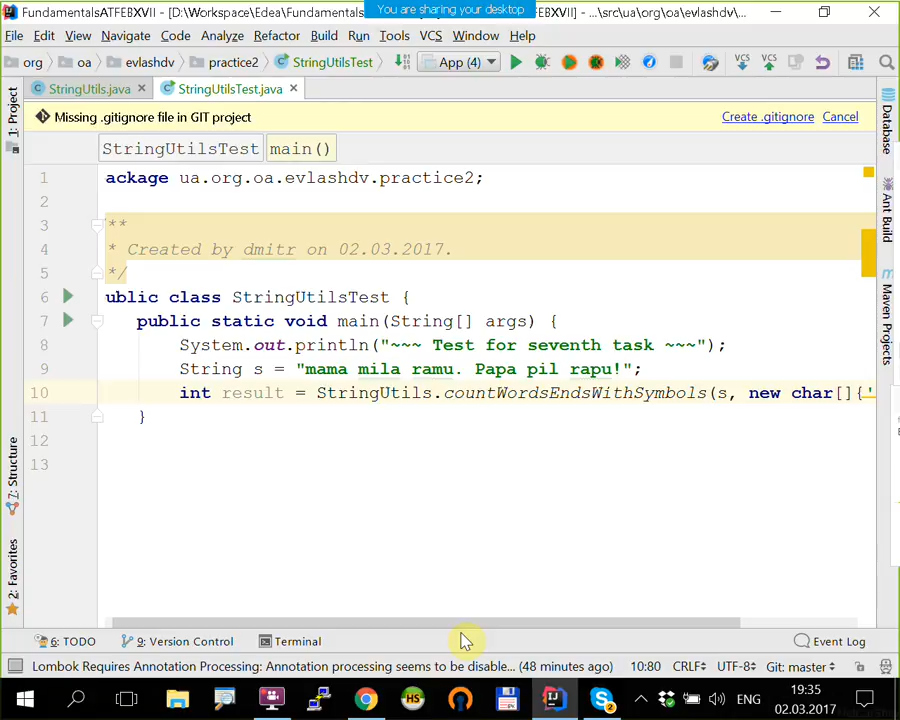 You are sharing your desktop
FundamentalsATFEBXVII - [D:\Workspace\Edea\Fundamentals
- ...\src\ua\org\oa\evlashdv\...
File Edit View Navigate Code Analyze Refactor Build Run Tools VCS Window Help
org oa evlashdv practice2 StringUtilsTest App (4) VCS VCS
StringUtils.java StringUtilsTest.java
Missing .gitignore file in GIT project Create .gitignore Cancel
StringUtilsTest main()
1 ackage ua.org.oa.evlashdv.practice2;
2
3 **
4 * Created by dmitr on 02.03.2017.
5 */
6 ublic class StringUtilsTest {
7 public static void main(String[] args) {
8 System.out.println("~~~ Test for seventh task ~~~");
9 String s = "mama mila ramu. Papa pil rapu!";
10 int result = StringUtils.countWordsEndsWithSymbols(s, new char[]{'
11 }
12
13
1: Project
7: Structure
2: Favorites
Database
Ant Build
m Maven Projects
6: TODO 9: Version Control Terminal Event Log
Lombok Requires Annotation Processing: Annotation processing seems to be disable... (48 minutes ago) 10:80 CRLF UTF-8 Git: master
HS 2 ENG 19:35
02.03.2017